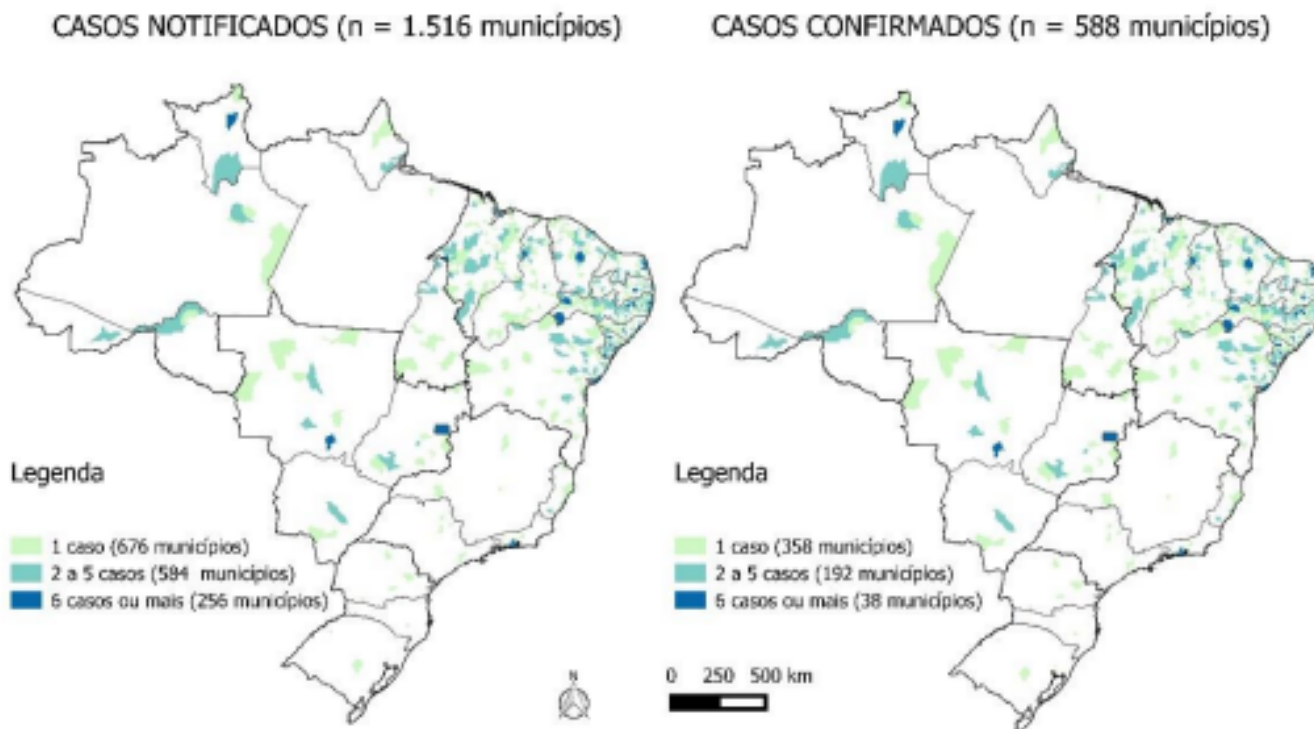 CASOS NOTIFICADOS (n = 1.516 municípios)
CASOS CONFIRMADOS (n = 588 municípios)
Legenda
1 caso (676 municípios)
2 a 5 casos (584 municípios)
6 casos ou mais (256 municípios)
Legenda
1 caso (358 municípios)
2 a 5 casos (192 municípios)
6 casos ou mais (38 municípios)
N
0 250 500 km